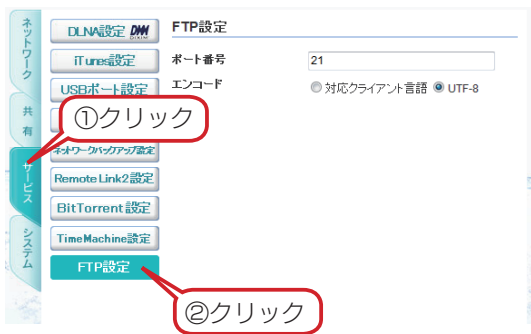 ネットワーク
共有
サービス
システム
DLNA設定
iTunes設定
USBポート設定
ネットワークバックアップ設定
Remote Link2設定
BitTorrent設定
TimeMachine設定
FTP設定
FTP設定
ポート番号
21
エンコード
対応クライアント言語 UTF-8
①クリック
②クリック